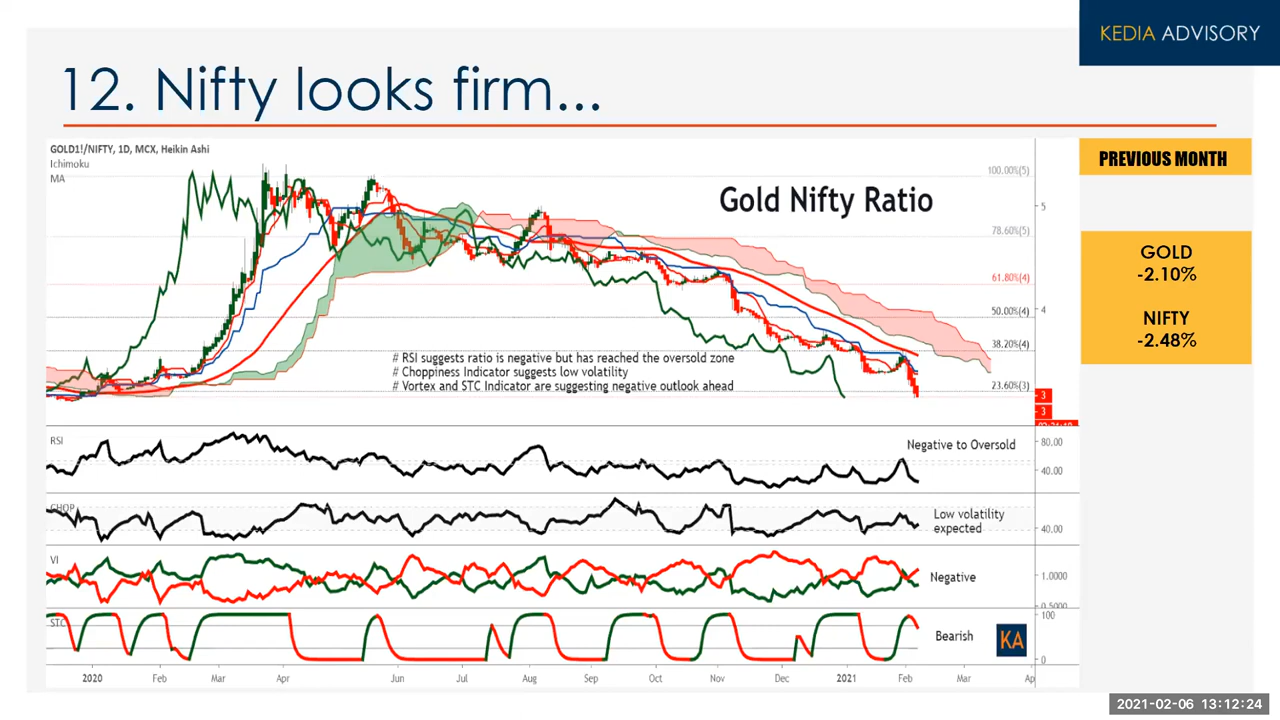 KEDIA ADVISORY
12. Nifty looks firm...
GOLD1!/NIFTY, 1D, MCX, Heikin Ashi
Ichimoku
MA
Gold Nifty Ratio
100.00%(5)
5
78.60%(5)
61.80%(4)
4
50.00%(4)
38.20%(4)
23.60%(3)
3
3
# RSI suggests ratio is negative but has reached the oversold zone
# Choppiness Indicator suggests low volatility
# Vortex and STC Indicator are suggesting negative outlook ahead
RSI
Negative to Oversold
80.00
40.00
CHOP
Low volatility
expected
40.00
VI
Negative
1.0000
0.5000
STC
Bearish
KA
100
0
2020 Feb Mar Apr Jun Jul Aug Sep Oct Nov Dec 2021 Feb Mar Ap
PREVIOUS MONTH
GOLD
-2.10%
NIFTY
-2.48%
2021-02-06 13:12:24